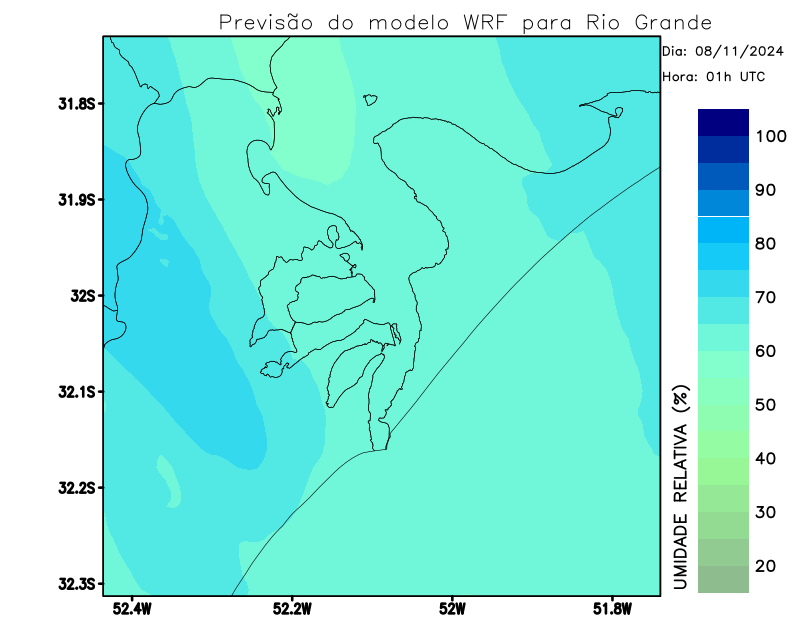 Previsão do modelo WRF para Rio Grande
Dia: 08/11/2024
Hora: 01h UTC
31.8S
31.9S
32S
32.1S
32.2S
32.3S
52.4W
52.2W
52W
51.8W
UMIDADE RELATIVA (%)
100
90
80
70
60
50
40
30
20